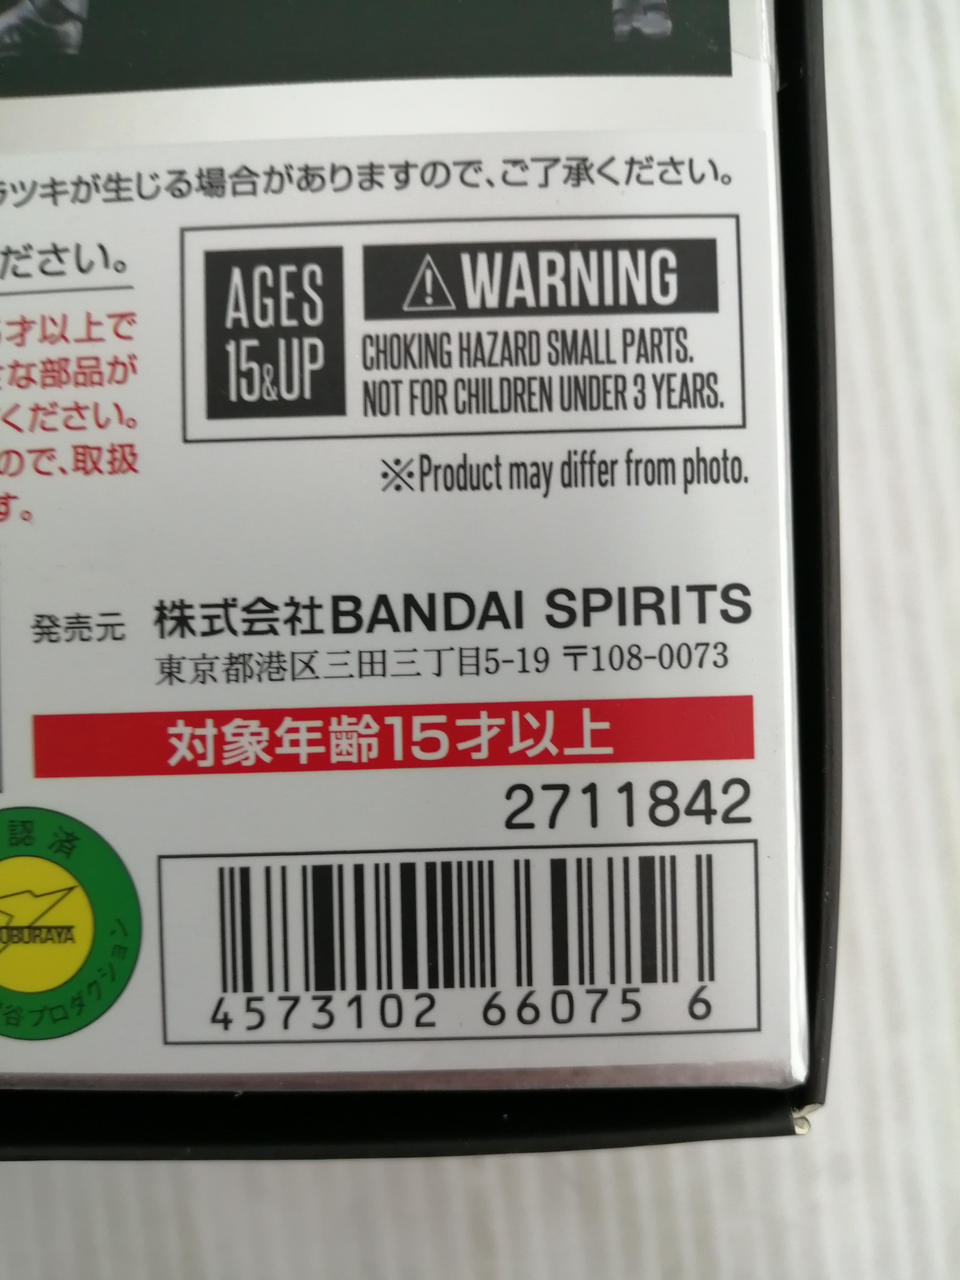 ラツキが生じる場合がありますので、ご了承ください。
ださい。
才以上で
な部品が
ください。
ので、取扱
す。
AGES
15&UP
WARNING
CHOKING HAZARD SMALL PARTS.
NOT FOR CHILDREN UNDER 3 YEARS.
※Product may differ from photo.
発売元 株式会社BANDAI SPIRITS
東京都港区三田三丁目5-19 〒108-0073
対象年齢15才以上
2711842
認済
UBURAYA
谷プロダクション
4573102 66075 6